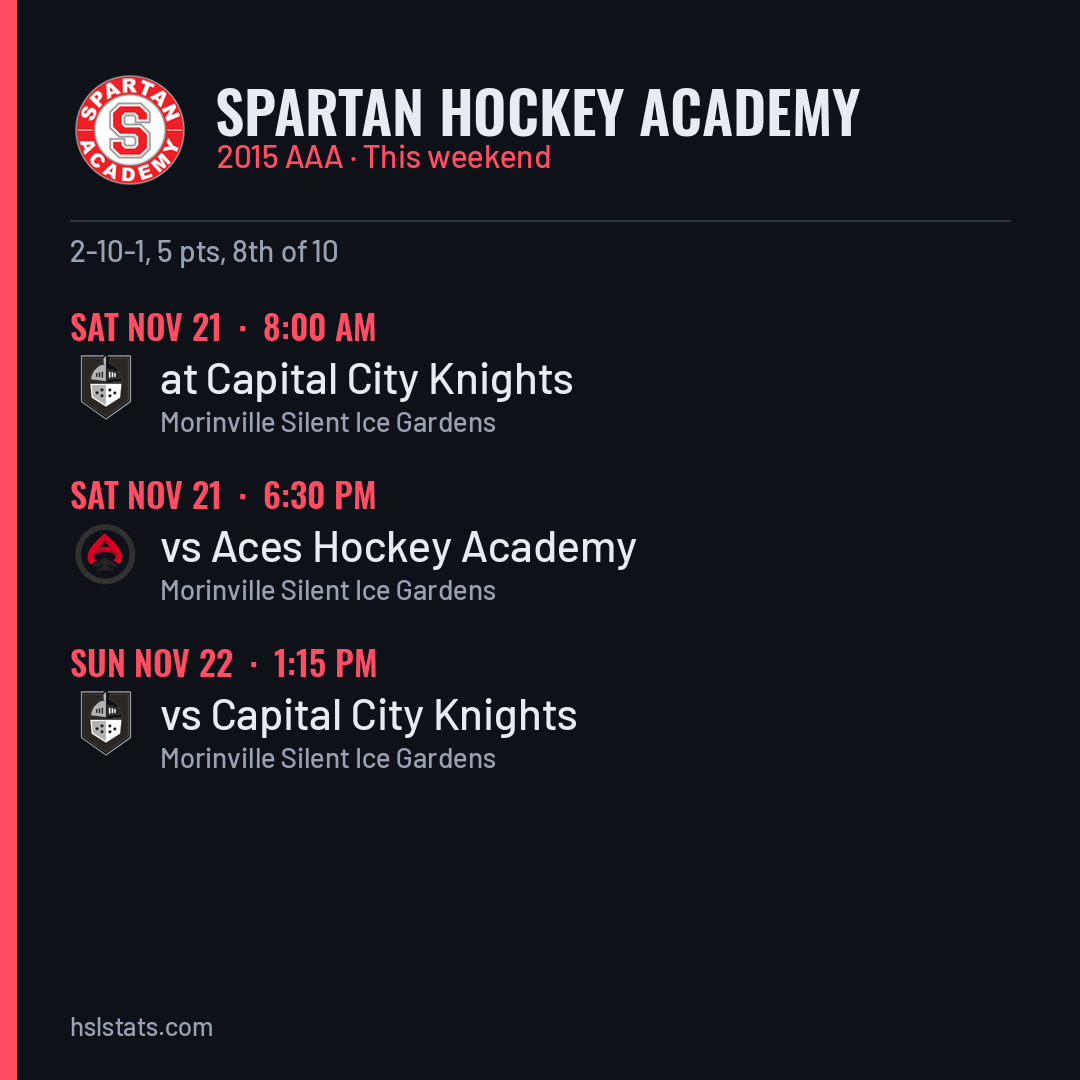 SPARTAN ACADEMY
S
SPARTAN HOCKEY ACADEMY
2015 AAA · This weekend
2-10-1, 5 pts, 8th of 10
SAT NOV 21 · 8:00 AM
at Capital City Knights
Morinville Silent Ice Gardens
SAT NOV 21 · 6:30 PM
vs Aces Hockey Academy
Morinville Silent Ice Gardens
SUN NOV 22 · 1:15 PM
vs Capital City Knights
Morinville Silent Ice Gardens
hslstats.com